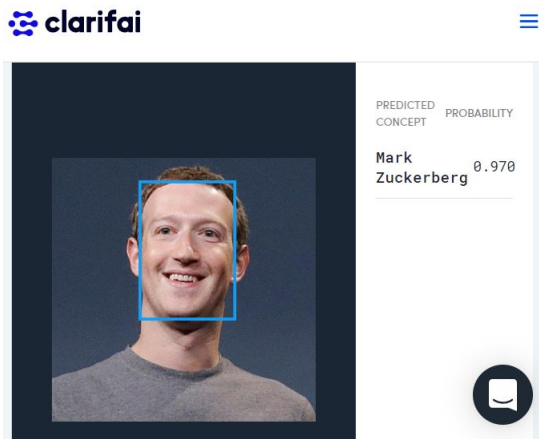 clarifai
PREDICTED
CONCEPT
PROBABILITY
Mark
Zuckerberg
0.970